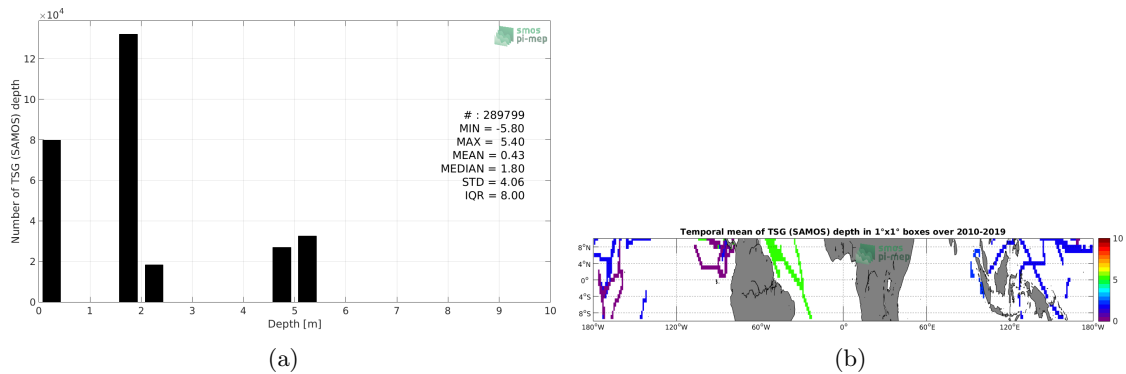 ×10⁴
12
10
8
6
4
2
0
Number of TSG (SAMOS) depth
0 1 2 3 4 5 6 7 8 9 10
Depth [m]
smos
pi-mep
# : 289799
MIN = -5.80
MAX = 5.40
MEAN = 0.43
MEDIAN = 1.80
STD = 4.06
IQR = 8.00
(a)
Temporal mean of TSG (SAMOS) depth in 1°x1° boxes over 2010-2019
smos
pi-mep
8°N
4°N
0°
4°S
8°S
180°W 120°W 60°W 0° 60°E 120°E 180°W
10
5
0
(b)